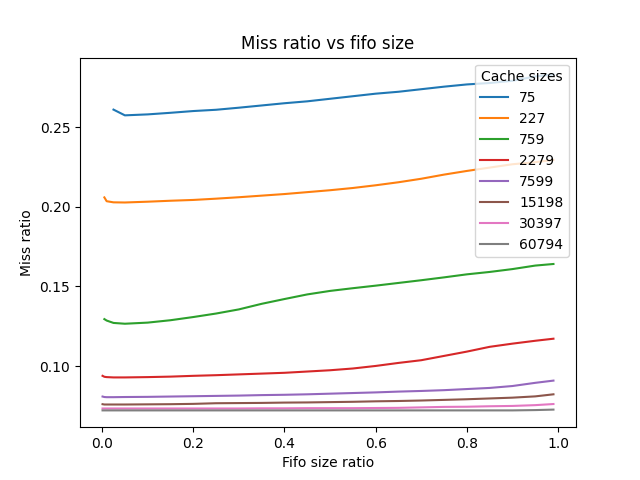 Miss ratio vs fifo size
Cache sizes
75
227
759
2279
7599
15198
30397
60794
0.25
0.20
0.15
0.10
Miss ratio
0.0 0.2 0.4 0.6 0.8 1.0
Fifo size ratio